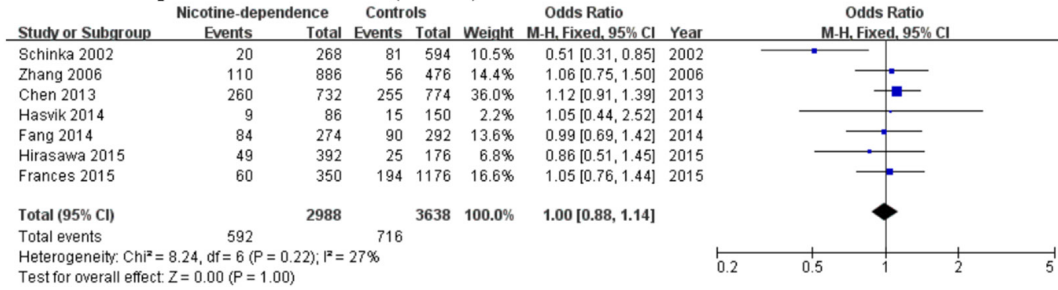 Nicotine-dependence Controls Odds Ratio Odds Ratio
Study or Subgroup Events Total Events Total Weight M-H, Fixed, 95% CI Year M-H, Fixed, 95% CI
Schinka 2002 20 268 81 594 10.5% 0.51 [0.31, 0.85] 2002
Zhang 2006 110 886 56 476 14.4% 1.06 [0.75, 1.50] 2006
Chen 2013 260 732 255 774 36.0% 1.12 [0.91, 1.39] 2013
Hasvik 2014 9 86 15 150 2.2% 1.05 [0.44, 2.52] 2014
Fang 2014 84 274 90 292 13.6% 0.99 [0.69, 1.42] 2014
Hirasawa 2015 49 392 25 176 6.8% 0.86 [0.51, 1.45] 2015
Frances 2015 60 350 194 1176 16.6% 1.05 [0.76, 1.44] 2015
Total (95% CI) 2988 3638 100.0% 1.00 [0.88, 1.14]
Total events 592 716
Heterogeneity: Chi² = 8.24, df = 6 (P = 0.22); I² = 27%
Test for overall effect: Z = 0.00 (P = 1.00)
0.2 0.5 1 2 5